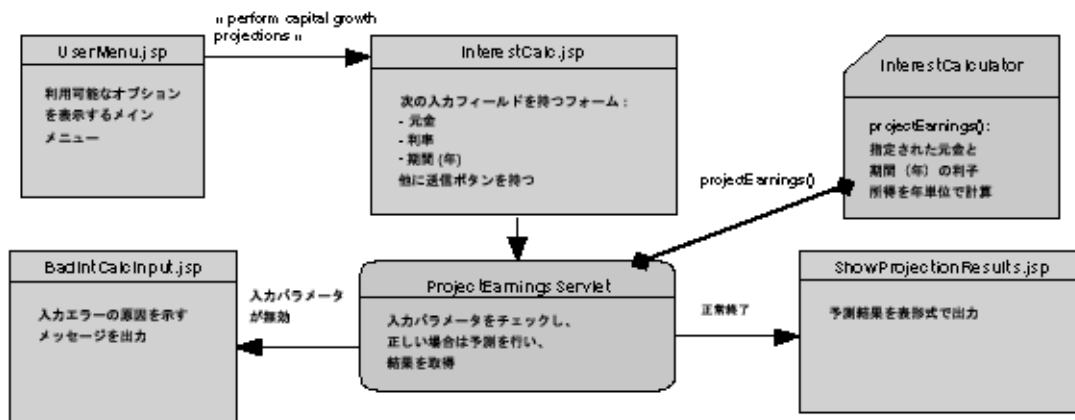 " perform capital growth
projections "
UserMenu.jsp
利用可能なオプション
を表示するメイン
メニュー
InterestCalc.jsp
次の入力フィールドを持つフォーム：
- 元金
- 利率
- 期間 (年)
他に送信ボタンを持つ
InterestCalculator
projectEarnings():
指定された元金と
期間（年）の利子
所得を年単位で計算
projectEarnings()
BadIntCalcInput.jsp
入力エラーの原因を示す
メッセージを出力
入力パラメータ
が無効
ProjectEarningsServlet
入力パラメータをチェックし、
正しい場合は予測を行い、
結果を取得
正常終了
ShowProjectionResults.jsp
予測結果を表形式で出力